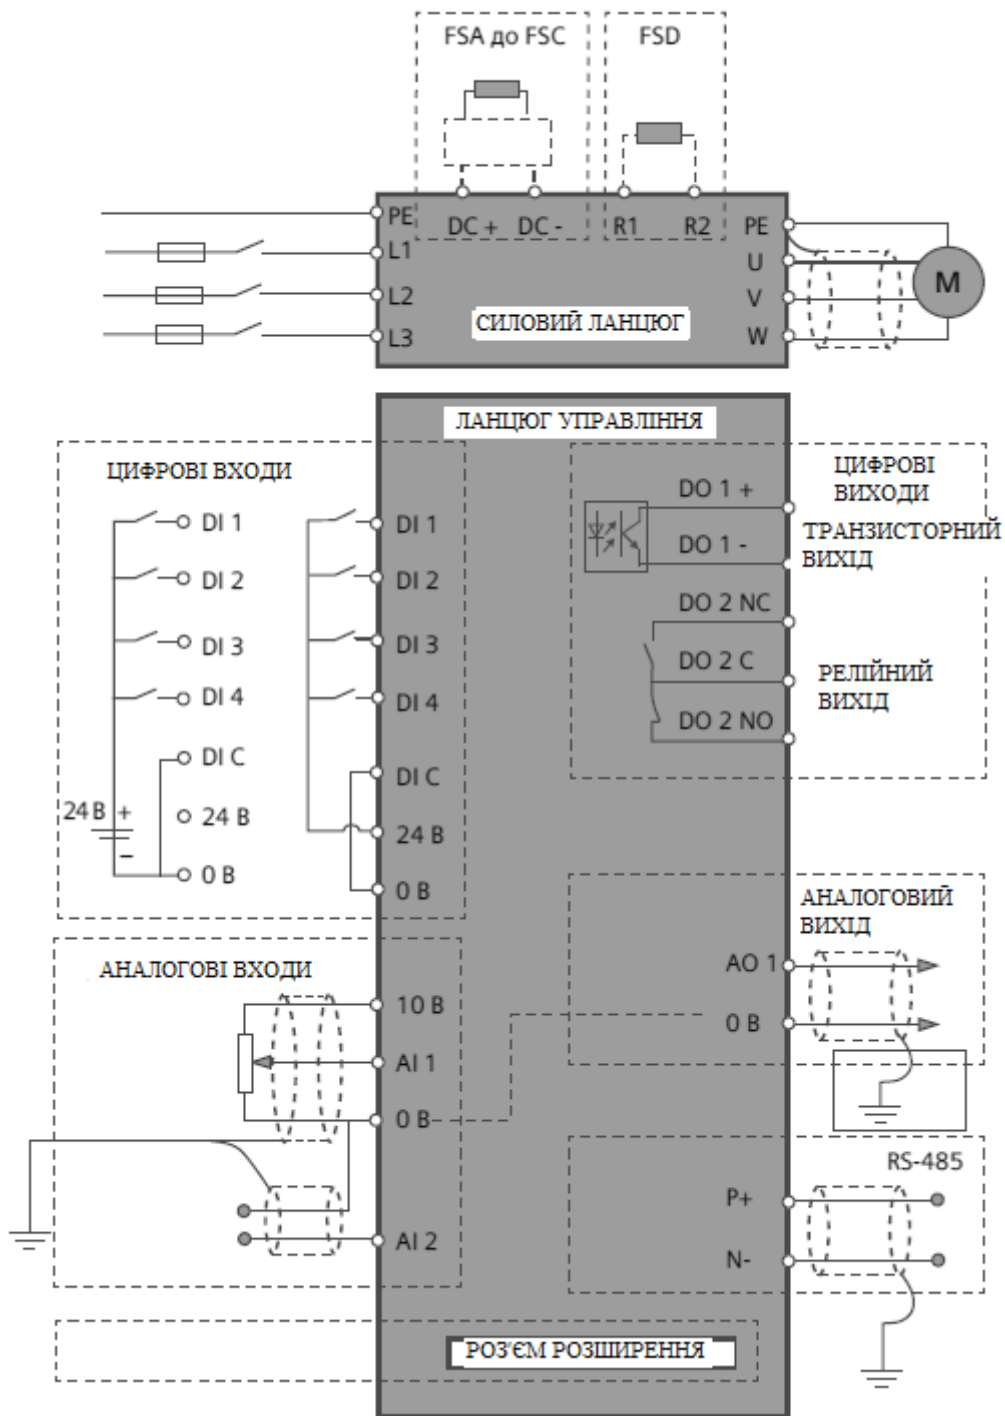 FSA до FSC
FSD
PE
DC +
DC -
R1
R2
PE
L1
U
M
L2
V
L3
СИЛОВИЙ ЛАНЦЮГ
W
ЛАНЦЮГ УПРАВЛІННЯ
ЦИФРОВІ ВХОДИ
DI 1
DI 2
DI 3
DI 4
DI C
24 В +
24 В
–
0 В
DI 1
DI 2
DI 3
DI 4
DI C
24 В
0 В
ЦИФРОВІ
ВИХОДИ
DO 1 +
ТРАНЗИСТОРНИЙ
ВИХІД
DO 1 -
DO 2 NC
DO 2 C
РЕЛІЙНИЙ
ВИХІД
DO 2 NO
АНАЛОГОВІ ВХОДИ
10 В
AI 1
0 В
AI 2
АНАЛОГОВИЙ
ВИХІД
AO 1
0 В
RS-485
P+
N-
РОЗ'ЄМ РОЗШИРЕННЯ